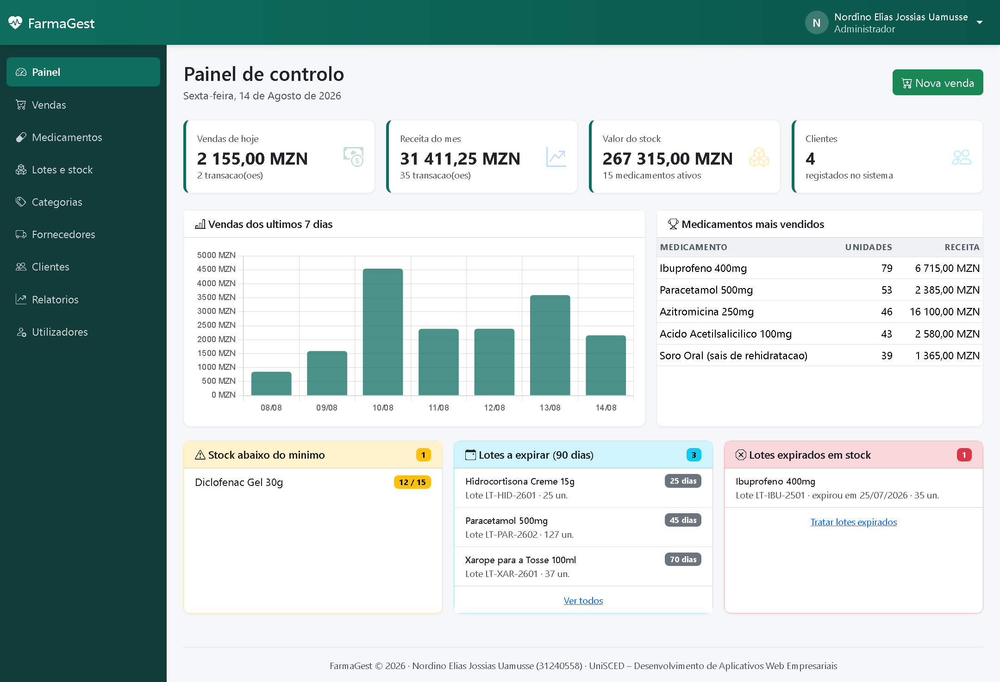 FarmaGest
N
Nordino Elias Jossias Uamusse
Administrador
Painel
Vendas
Medicamentos
Lotes e stock
Categorias
Fornecedores
Clientes
Relatorios
Utilizadores
Painel de controlo
Sexta-feira, 14 de Agosto de 2026
Nova venda
Vendas de hoje
2 155,00 MZN
2 transacao(oes)
Receita do mes
31 411,25 MZN
35 transacao(oes)
Valor do stock
267 315,00 MZN
15 medicamentos ativos
Clientes
4
registados no sistema
Vendas dos ultimos 7 dias
5000 MZN
4500 MZN
4000 MZN
3500 MZN
3000 MZN
2500 MZN
2000 MZN
1500 MZN
1000 MZN
500 MZN
0 MZN
08/08 09/08 10/08 11/08 12/08 13/08 14/08
Medicamentos mais vendidos
MEDICAMENTO UNIDADES RECEITA
Ibuprofeno 400mg 79 6 715,00 MZN
Paracetamol 500mg 53 2 385,00 MZN
Azitromicina 250mg 46 16 100,00 MZN
Acido Acetilsalicilico 100mg 43 2 580,00 MZN
Soro Oral (sais de rehidratacao) 39 1 365,00 MZN
Stock abaixo do minimo 1
Diclofenac Gel 30g 12 / 15
Lotes a expirar (90 dias) 3
Hidrocortisona Creme 15g 25 dias
Lote LT-HID-2601 · 25 un.
Paracetamol 500mg 45 dias
Lote LT-PAR-2602 · 127 un.
Xarope para a Tosse 100ml 70 dias
Lote LT-XAR-2601 · 37 un.
Ver todos
Lotes expirados em stock 1
Ibuprofeno 400mg
Lote LT-IBU-2501 · expirou em 25/07/2026 · 35 un.
Tratar lotes expirados
FarmaGest © 2026 · Nordino Elias Jossias Uamusse (31240558) · UniSCED – Desenvolvimento de Aplicativos Web Empresariais